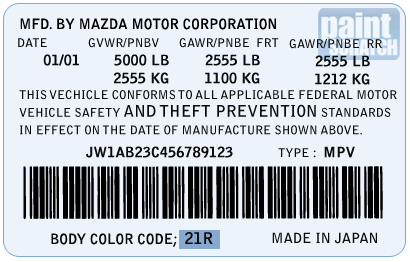 MFD. BY MAZDA MOTOR CORPORATION
paint
SCRATCH
DATE GVWR/PNBV GAWR/PNBE FRT GAWR/PNBE RR
01/01 5000 LB 2555 LB 2555 LB
2555 KG 1100 KG 1212 KG
THIS VECHICLE CONFORMS TO ALL APPLICABLE FEDERAL MOTOR
VEHICLE SAFETY AND THEFT PREVENTION STANDARDS
IN EFFECT ON THE DATE OF MANUFACTURE SHOWN ABOVE.
JW1AB23C456789123 TYPE : MPV
BODY COLOR CODE; 21R MADE IN JAPAN